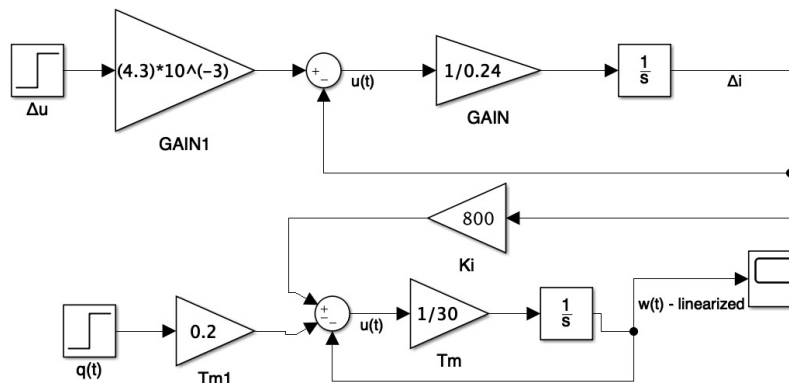 (4.3)*10^(-3)
+
−
u(t)
1/0.24
1
s
Δi
Δu
GAIN1
GAIN
800
Ki
+
−
−
u(t)
1/30
Tm
1
s
w(t) - linearized
0.2
q(t)
Tm1